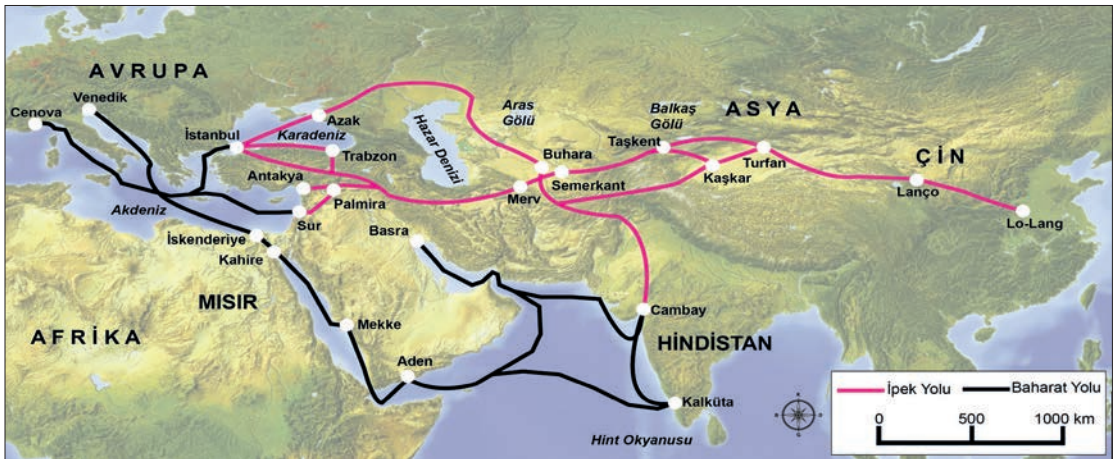 AVRUPA
Cenova
Venedik
İstanbul
Karadeniz
Azak
Trabzon
Antakya
Palmira
Sur
Akdeniz
İskenderiye
Kahire
MISIR
AFRİKA
Mekke
Aden
Basra
Hazar Denizi
Aras
Gölü
Buhara
Merv
Semerkant
Taşkent
Balkaş
Gölü
ASYA
Kaşkar
Turfan
ÇİN
Lanço
Lo-Lang
Cambay
HİNDİSTAN
Kalküta
Hint Okyanusu
İpek Yolu
Baharat Yolu
0 500 1000 km